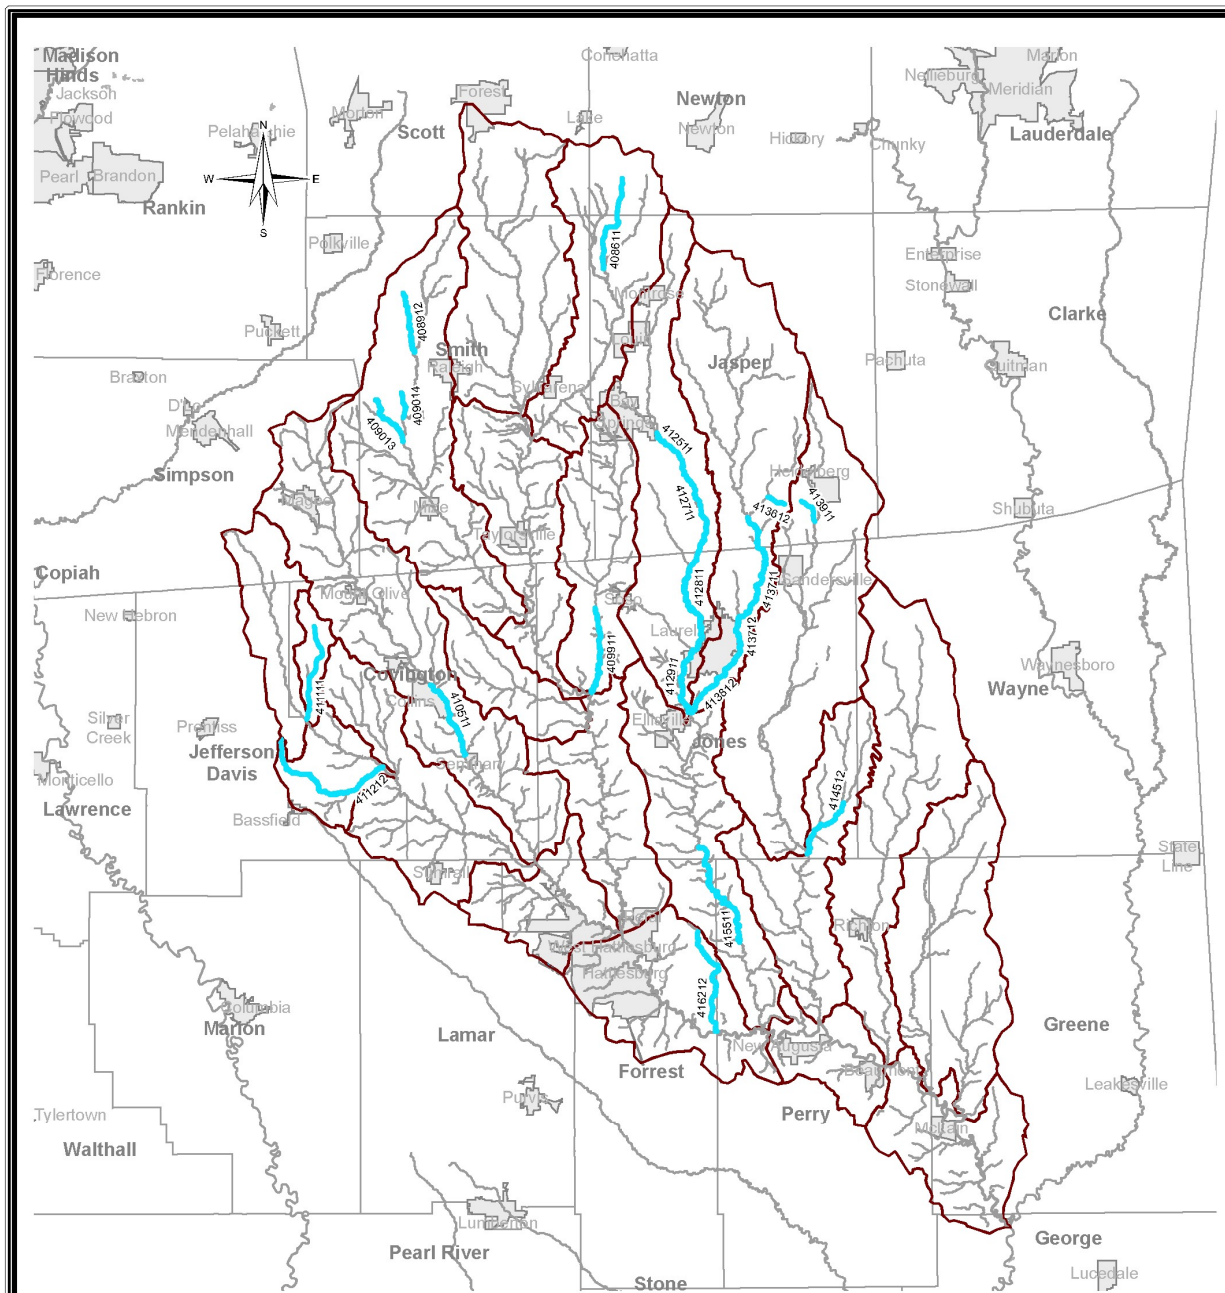 Madison
Hinds
Jackson
Flowood
Pearl
Brandon
Rankin
Pelahatchie
N
W
E
S
Morton
Scott
Forest
Lake
Conehatta
Newton
Newton
Hickory
Chunky
Nellieburg
Marion
Meridian
Lauderdale
Polkville
Florence
Puckett
Braxton
D'Lo
Mendenhall
Simpson
408611
408912
Smith
Raleigh
409014
409013
Sylvarena
Montrose
Louin
Bay
Springs
Jasper
Enterprise
Stonewall
Clarke
Pachuta
Quitman
412511
412711
Heidelberg
413612
413911
Shubuta
Magee
Mize
Taylorsville
Copiah
New Hebron
Mount Olive
Soso
412811
413711
Sandersville
Laurel
413712
409911
412911
413812
Ellisville
Jones
Waynesboro
Wayne
411111
Covington
Collins
410511
Seminary
Silver
Creek
Prentiss
Jefferson
Davis
Monticello
Lawrence
411212
Bassfield
414512
State
Line
Sumrall
415511
Richton
Petal
West Hattiesburg
Hattiesburg
416212
Columbia
Marion
Lamar
New Augusta
Beaumont
Greene
Leakesville
Forrest
Purvis
Perry
McLain
Tylertown
Walthall
Lumberton
Pearl River
George
Stone
Lucedale